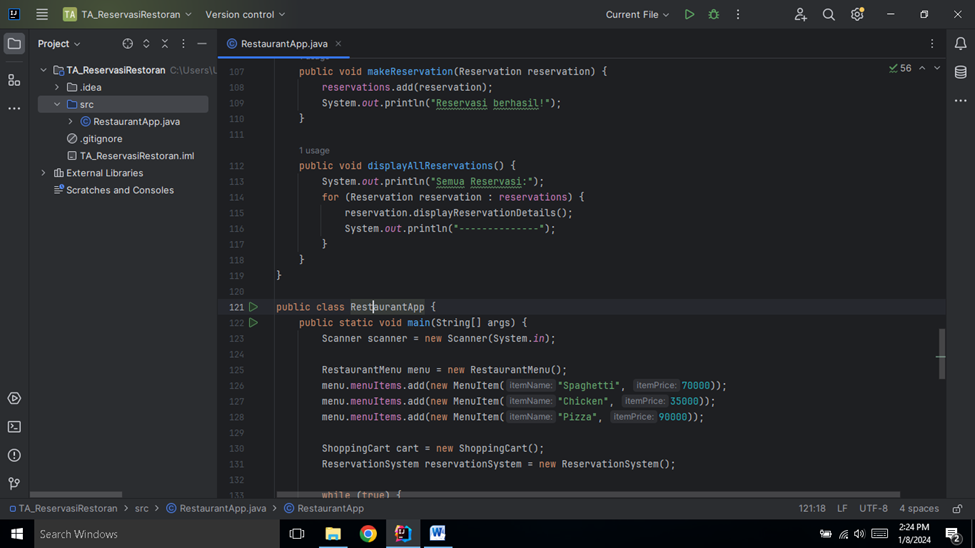 TA TA_ReservasiRestoran Version control Current File
Project
RestaurantApp.java
TA_ReservasiRestoran C:\Users\U
.idea
src
RestaurantApp.java
.gitignore
TA_ReservasiRestoran.iml
External Libraries
Scratches and Consoles
56
107 public void makeReservation(Reservation reservation) {
108 reservations.add(reservation);
109 System.out.println("Reservasi berhasil!");
110 }
111
1 usage
112 public void displayAllReservations() {
113 System.out.println("Semua Reservasi:");
114 for (Reservation reservation : reservations) {
115 reservation.displayReservationDetails();
116 System.out.println("--------------");
117 }
118 }
119 }
120
121 public class RestaurantApp {
122 public static void main(String[] args) {
123 Scanner scanner = new Scanner(System.in);
124
125 RestaurantMenu menu = new RestaurantMenu();
126 menu.menuItems.add(new MenuItem( itemName: "Spaghetti", itemPrice: 70000));
127 menu.menuItems.add(new MenuItem( itemName: "Chicken", itemPrice: 35000));
128 menu.menuItems.add(new MenuItem( itemName: "Pizza", itemPrice: 90000));
129
130 ShoppingCart cart = new ShoppingCart();
131 ReservationSystem reservationSystem = new ReservationSystem();
132
133 while (true) {
TA_ReservasiRestoran > src > RestaurantApp.java > RestaurantApp 121:18 LF UTF-8 4 spaces
Search Windows
2:24 PM
1/8/2024
2